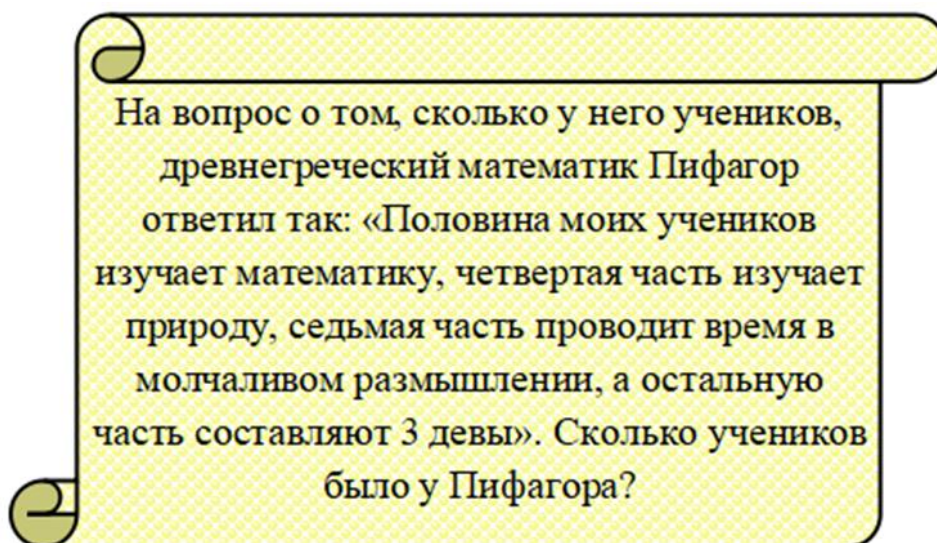 На вопрос о том, сколько у него учеников,
древнегреческий математик Пифагор
ответил так: «Половина моих учеников
изучает математику, четвертая часть изучает
природу, седьмая часть проводит время в
молчаливом размышлении, а остальную
часть составляют 3 девы». Сколько учеников
было у Пифагора?